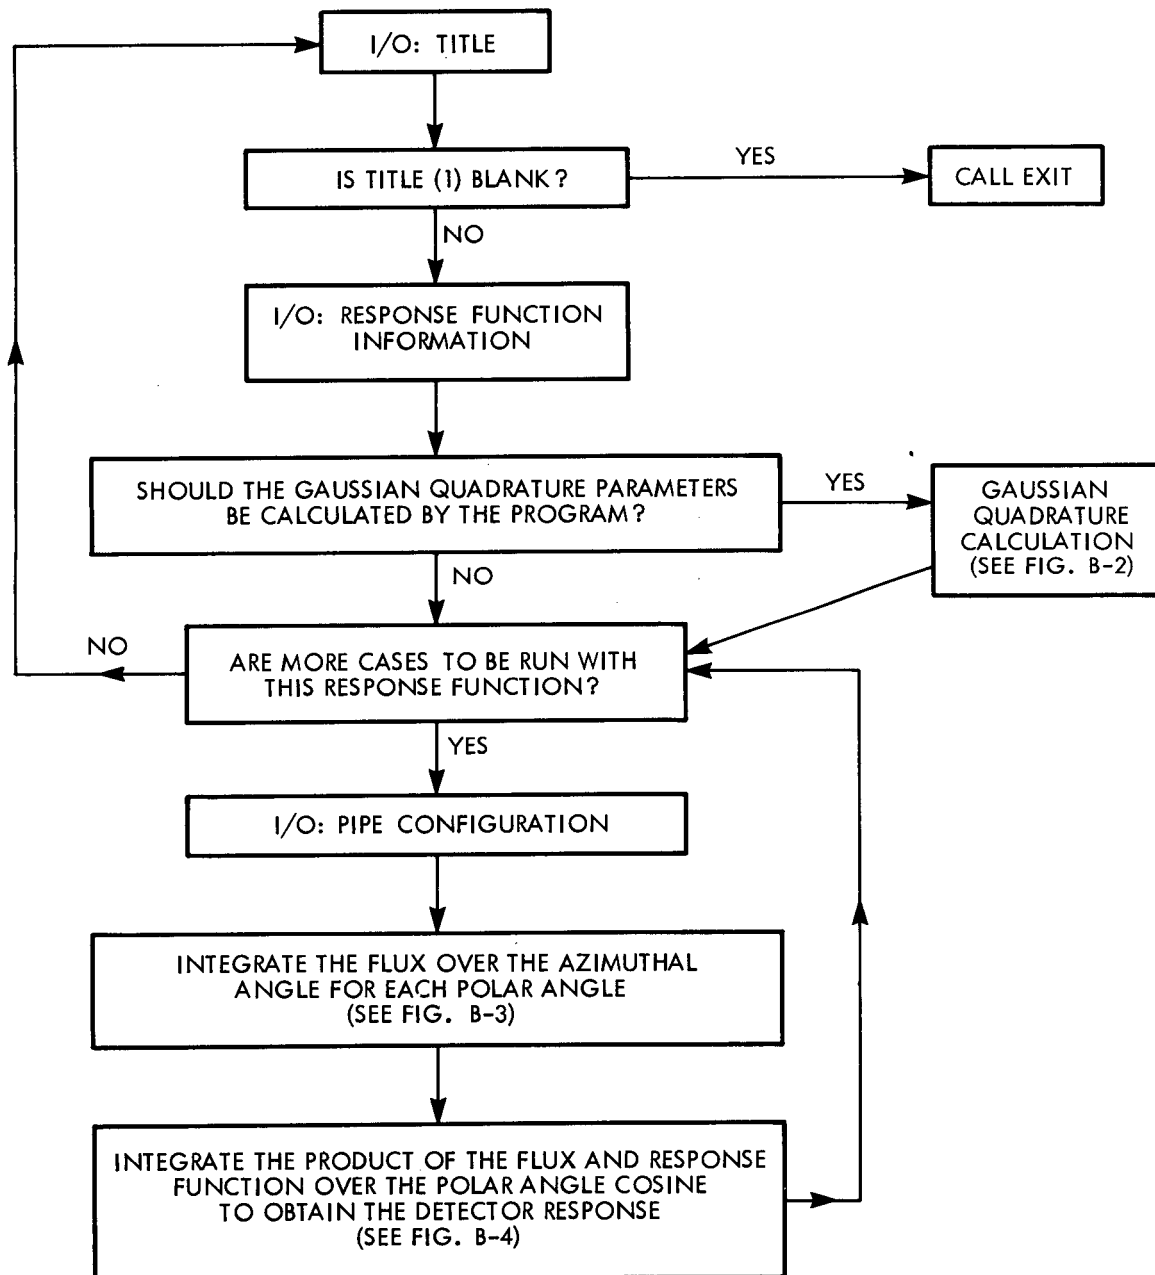 I/O: TITLE
IS TITLE (1) BLANK?
YES
CALL EXIT
NO
I/O: RESPONSE FUNCTION
INFORMATION
SHOULD THE GAUSSIAN QUADRATURE PARAMETERS
BE CALCULATED BY THE PROGRAM?
YES
GAUSSIAN
QUADRATURE
CALCULATION
(SEE FIG. B-2)
NO
NO
ARE MORE CASES TO BE RUN WITH
THIS RESPONSE FUNCTION?
YES
I/O: PIPE CONFIGURATION
INTEGRATE THE FLUX OVER THE AZIMUTHAL
ANGLE FOR EACH POLAR ANGLE
(SEE FIG. B-3)
INTEGRATE THE PRODUCT OF THE FLUX AND RESPONSE
FUNCTION OVER THE POLAR ANGLE COSINE
TO OBTAIN THE DETECTOR RESPONSE
(SEE FIG. B-4)